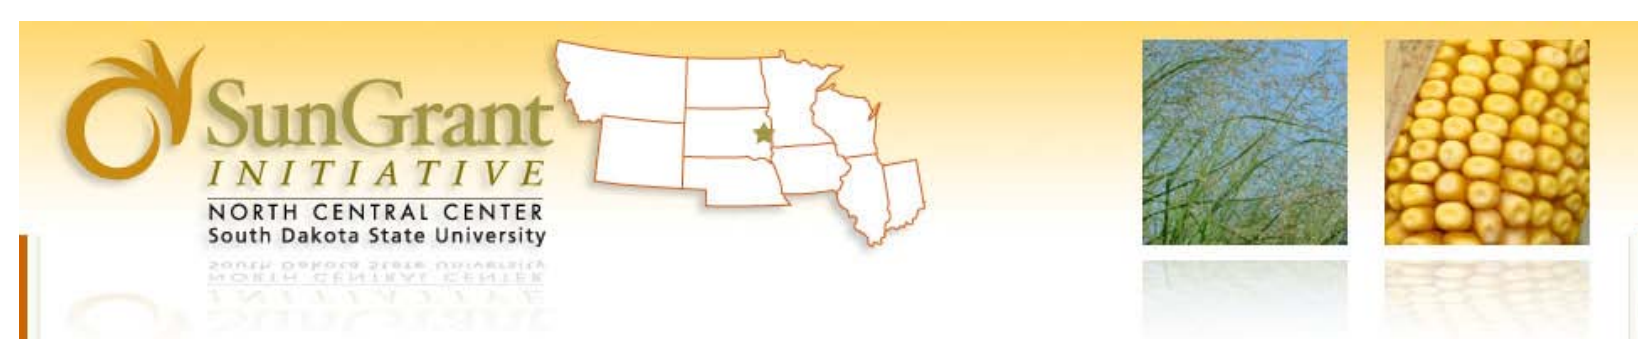 SunGrant
INITIATIVE
NORTH CENTRAL CENTER
South Dakota State University